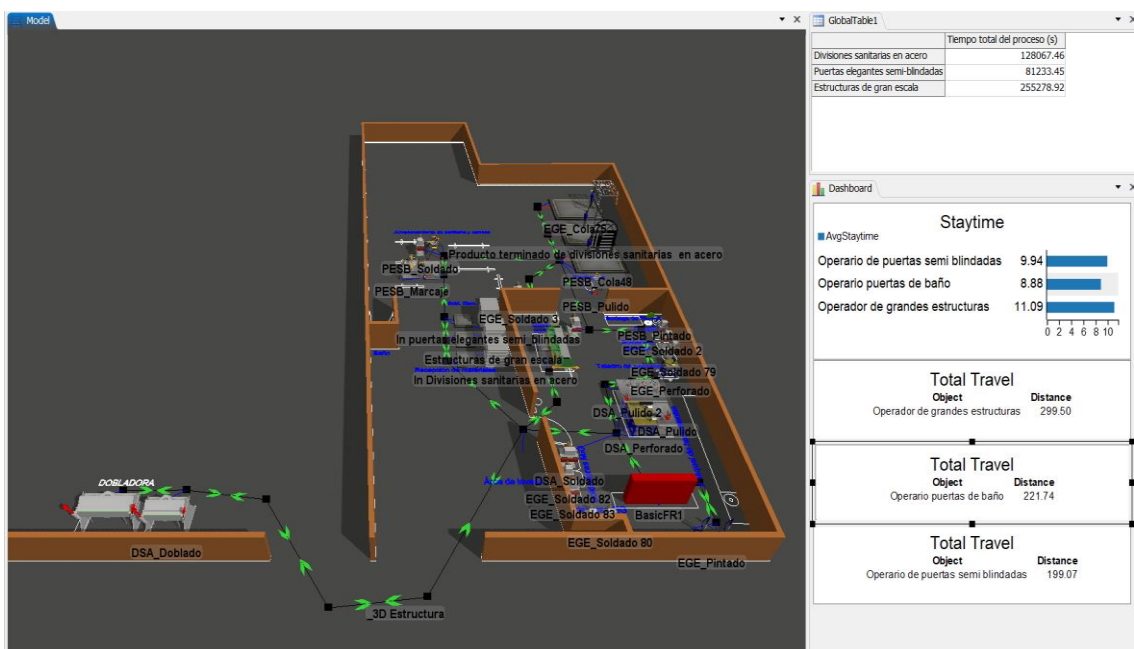 Model
GlobalTable1
Tiempo total del proceso (s)
Divisiones sanitarias en acero 128067.46
Puertas elegantes semi-blindadas 81233.45
Estructuras de gran escala 255278.92
Dashboard
Staytime
AvgStaytime
Operario de puertas semi blindadas 9.94
Operario puertas de baño 8.88
Operador de grandes estructuras 11.09
0 2 4 6 8 10
Total Travel
Object Distance
Operador de grandes estructuras 299.50
Total Travel
Object Distance
Operario puertas de baño 221.74
Total Travel
Object Distance
Operario de puertas semi blindadas 199.07
EGE_Cola75
Producto terminado de divisiones sanitarias en acero
PESB_Soldado
PESB_Cola48
PESB_Marcaje
PESB_Pulido
EGE_Soldado 3
In puertas elegantes semi_blindadas
PESB_Pintado
EGE_Soldado 2
Baño
Estructuras de gran escala
Recepción de materiales
In Divisiones sanitarias en acero
EGE_Soldado 79
EGE_Perforado
DSA_Pulido 2
DSA_Pulido
DSA_Perforado
DOBLADORA
DSA_Soldado
EGE_Soldado 82
EGE_Soldado 83
BasicFR1
DSA_Doblado
EGE_Soldado 80
EGE_Pintado
_3D Estructura